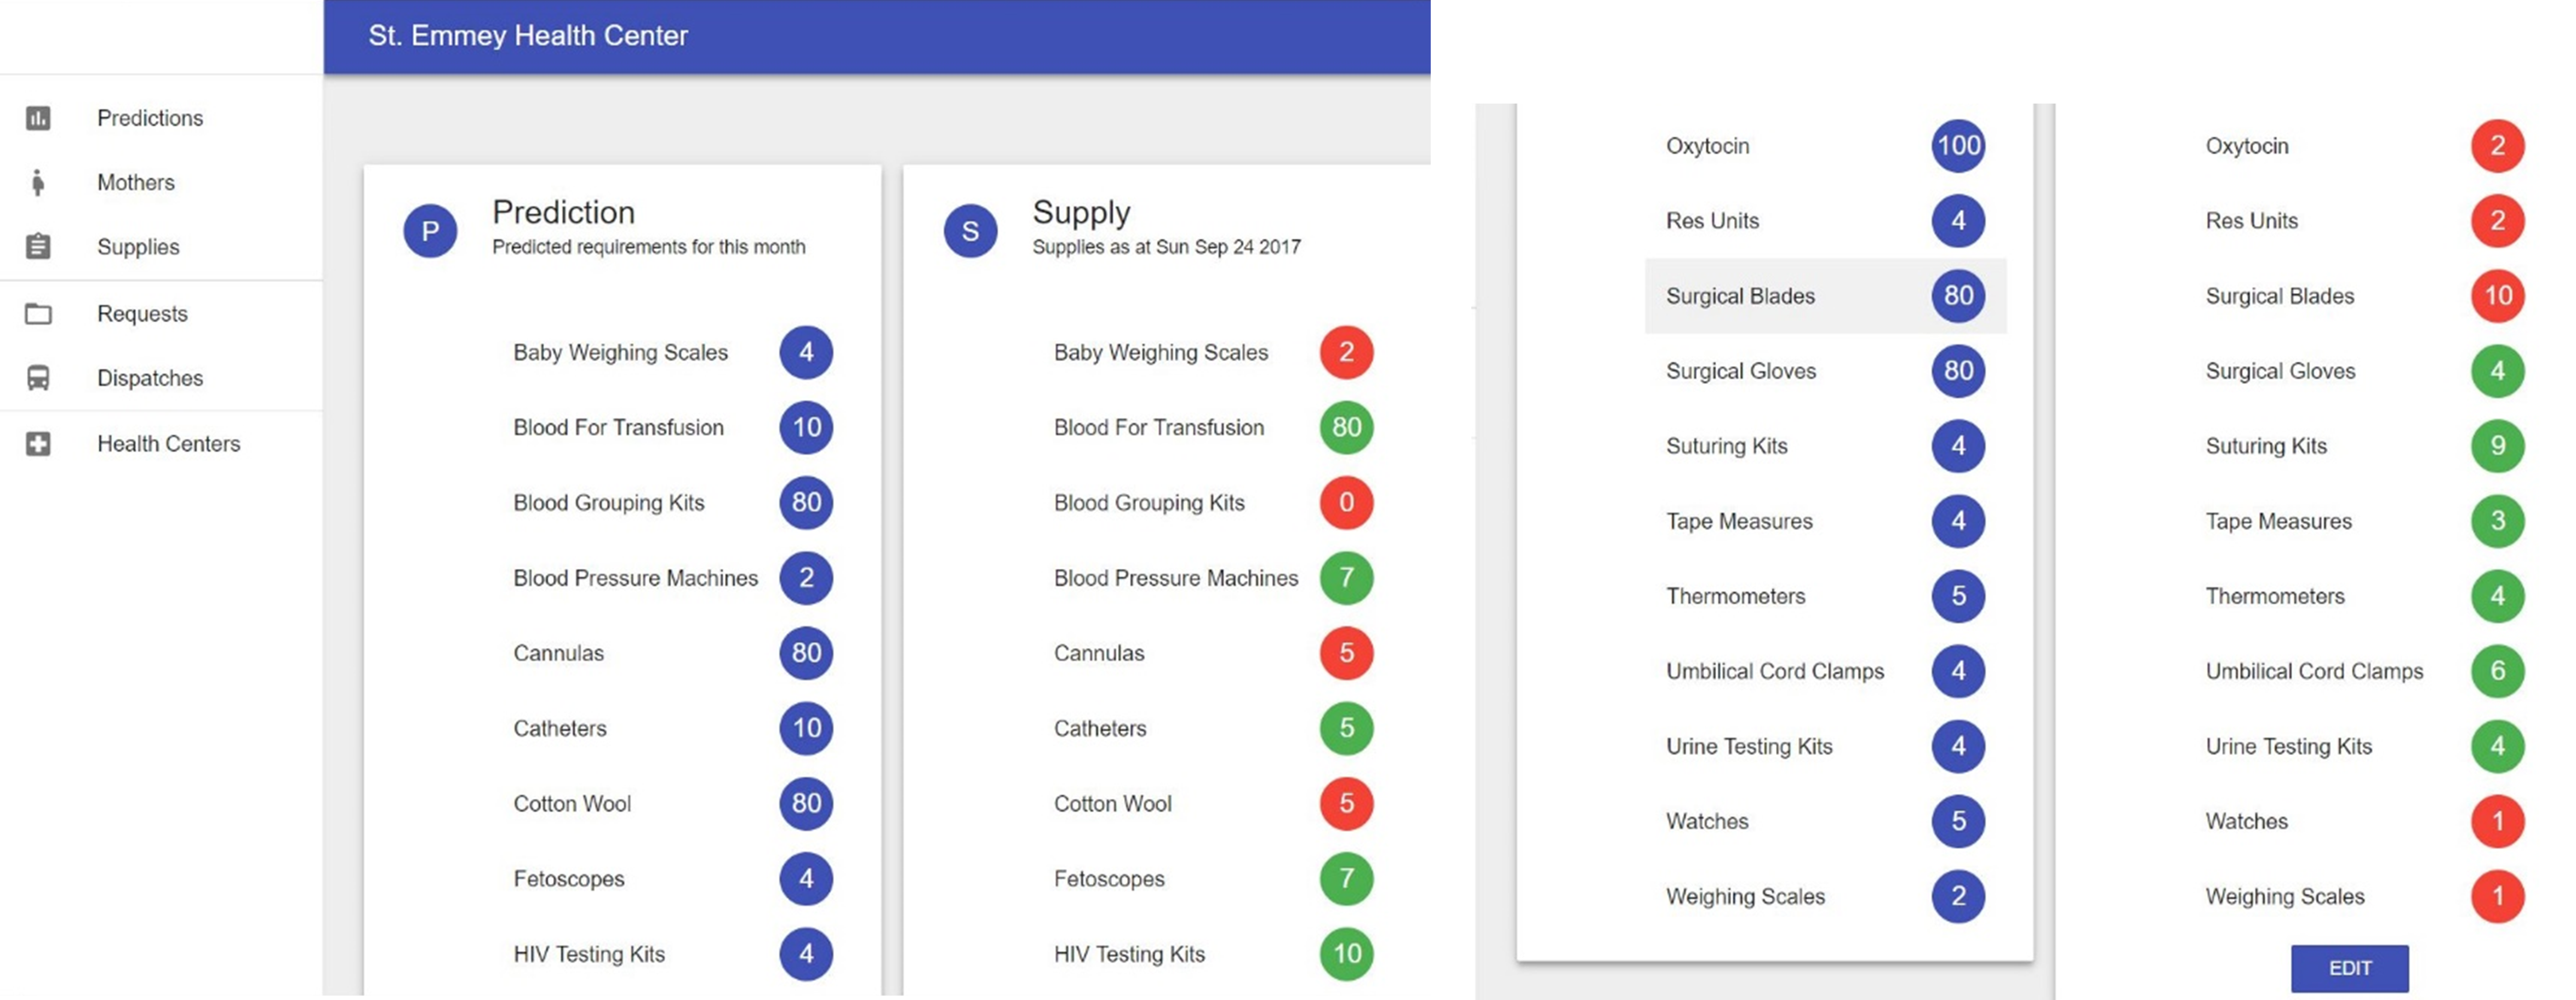 St. Emmey Health Center
Predictions
Mothers
Supplies
Requests
Dispatches
Health Centers
P
Prediction
Predicted requirements for this month
Baby Weighing Scales 4
Blood For Transfusion 10
Blood Grouping Kits 80
Blood Pressure Machines 2
Cannulas 80
Catheters 10
Cotton Wool 80
Fetoscopes 4
HIV Testing Kits 4
S
Supply
Supplies as at Sun Sep 24 2017
Baby Weighing Scales 2
Blood For Transfusion 80
Blood Grouping Kits 0
Blood Pressure Machines 7
Cannulas 5
Catheters 5
Cotton Wool 5
Fetoscopes 7
HIV Testing Kits 10
Oxytocin 100
Res Units 4
Surgical Blades 80
Surgical Gloves 80
Suturing Kits 4
Tape Measures 4
Thermometers 5
Umbilical Cord Clamps 4
Urine Testing Kits 4
Watches 5
Weighing Scales 2
Oxytocin 2
Res Units 2
Surgical Blades 10
Surgical Gloves 4
Suturing Kits 9
Tape Measures 3
Thermometers 4
Umbilical Cord Clamps 6
Urine Testing Kits 4
Watches 1
Weighing Scales 1
EDIT